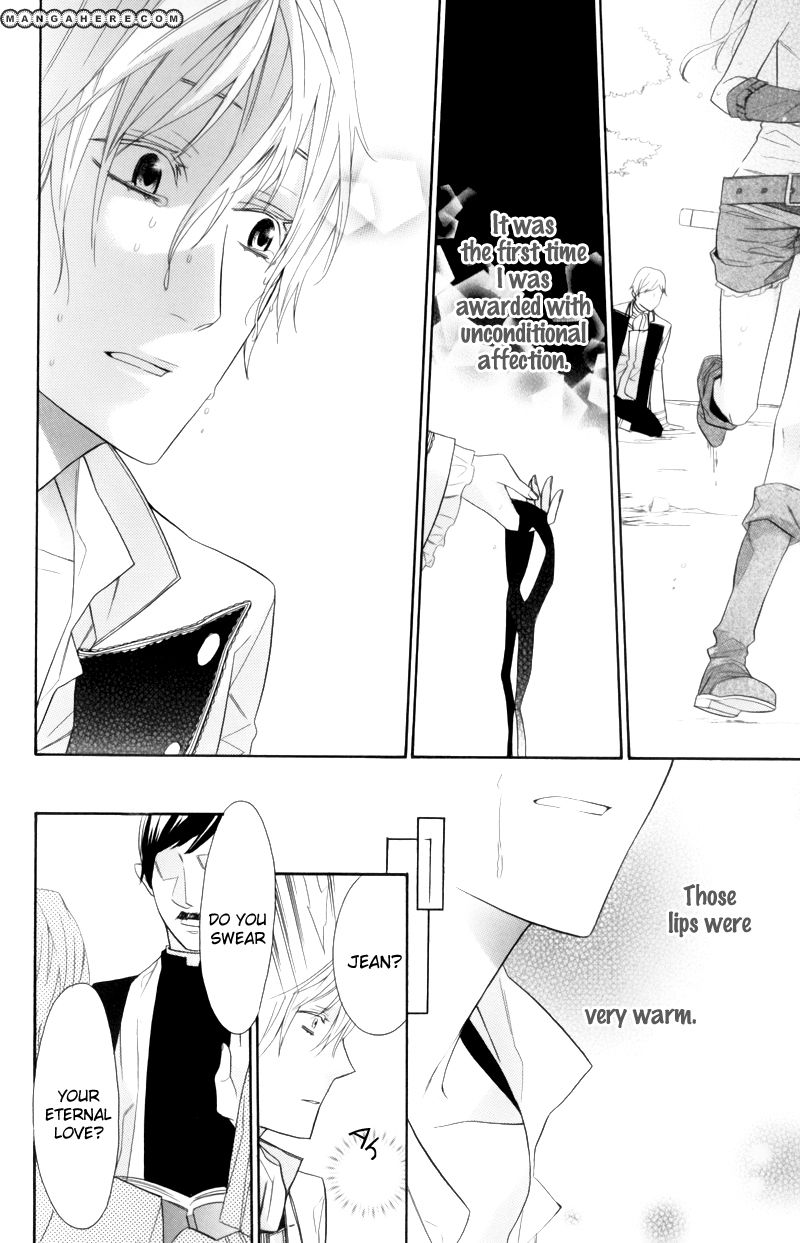 MANGAHERE.COM
It was
the first time
I was
awarded with
unconditional
affection.
Those
lips were
very warm.
JEAN?
Ah
DO YOU
SWEAR
YOUR
ETERNAL
LOVE?